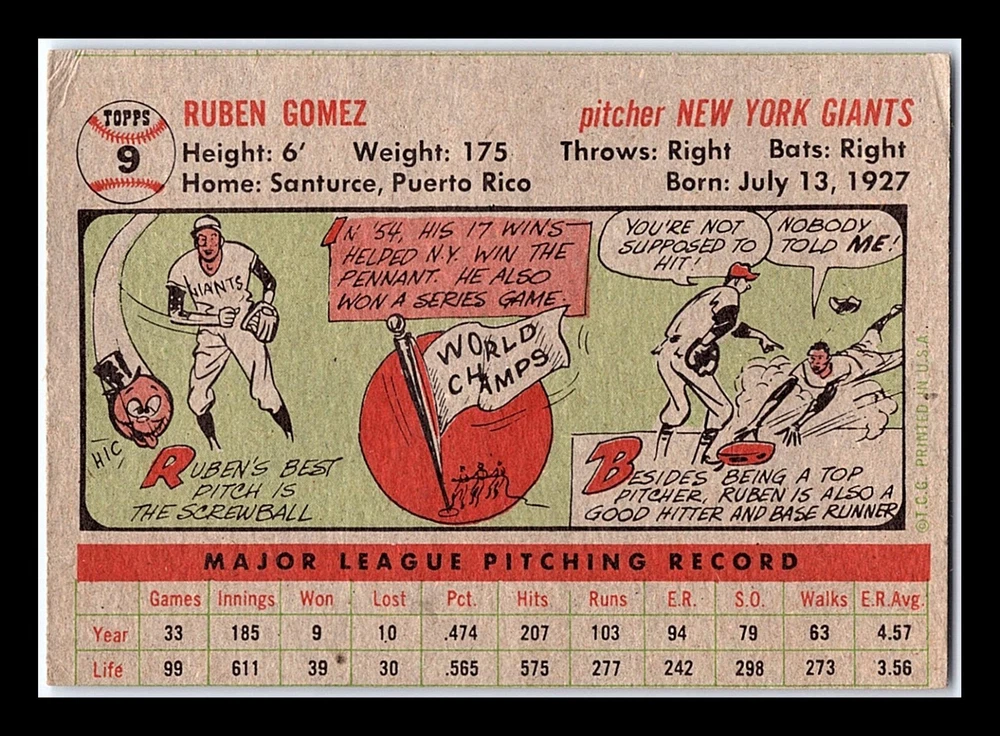 TOPPS
9
RUBEN GOMEZ
pitcher NEW YORK GIANTS
Height: 6' Weight: 175 Throws: Right Bats: Right
Home: Santurce, Puerto Rico Born: July 13, 1927
GIANTS
HIC
RUBEN'S BEST
PITCH IS
THE SCREWBALL
IN '54, HIS 17 WINS
HELPED N.Y. WIN THE
PENNANT. HE ALSO
WON A SERIES GAME.
WORLD
CHAMPS
YOU'RE NOT
SUPPOSED TO
HIT!
NOBODY
TOLD ME!
BESIDES BEING A TOP
PITCHER, RUBEN IS ALSO A
GOOD HITTER AND BASE RUNNER
©T.C.G. PRINTED IN U.S.A.
MAJOR LEAGUE PITCHING RECORD
Games Innings Won Lost Pct. Hits Runs E.R. S.O. Walks E.R.Avg.
Year 33 185 9 10 .474 207 103 94 79 63 4.57
Life 99 611 39 30 .565 575 277 242 298 273 3.56